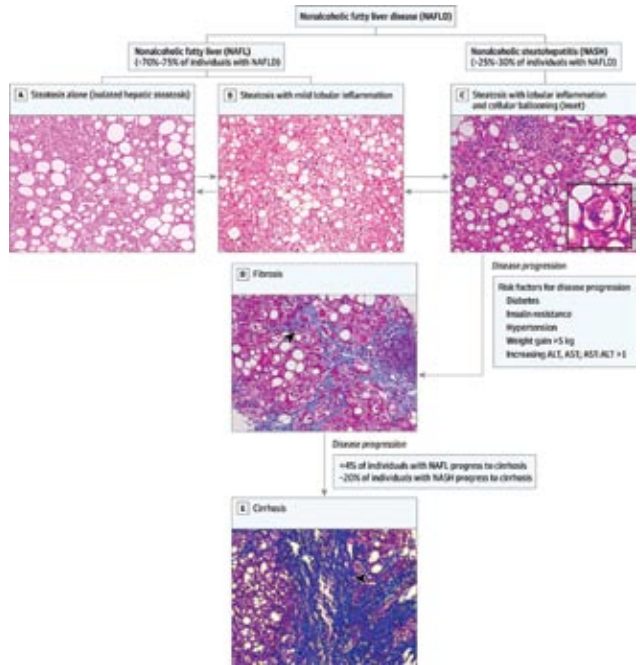 Nonalcoholic fatty liver disease (NAFLD)
Nonalcoholic fatty liver (NAFL)
(~70%-75% of individuals with NAFLD)
Nonalcoholic steatohepatitis (NASH)
(~25%-30% of individuals with NAFLD)
A Steatosis alone (isolated hepatic steatosis)
B Steatosis with mild lobular inflammation
C Steatosis with lobular inflammation
and cellular ballooning (inset)
Disease progression
Risk factors for disease progression
Diabetes
Insulin resistance
Hypertension
Weight gain >5 kg
Increasing ALT, AST, AST:ALT >1
D Fibrosis
Disease progression
<4% of individuals with NAFL progress to cirrhosis
~20% of individuals with NASH progress to cirrhosis
E Cirrhosis